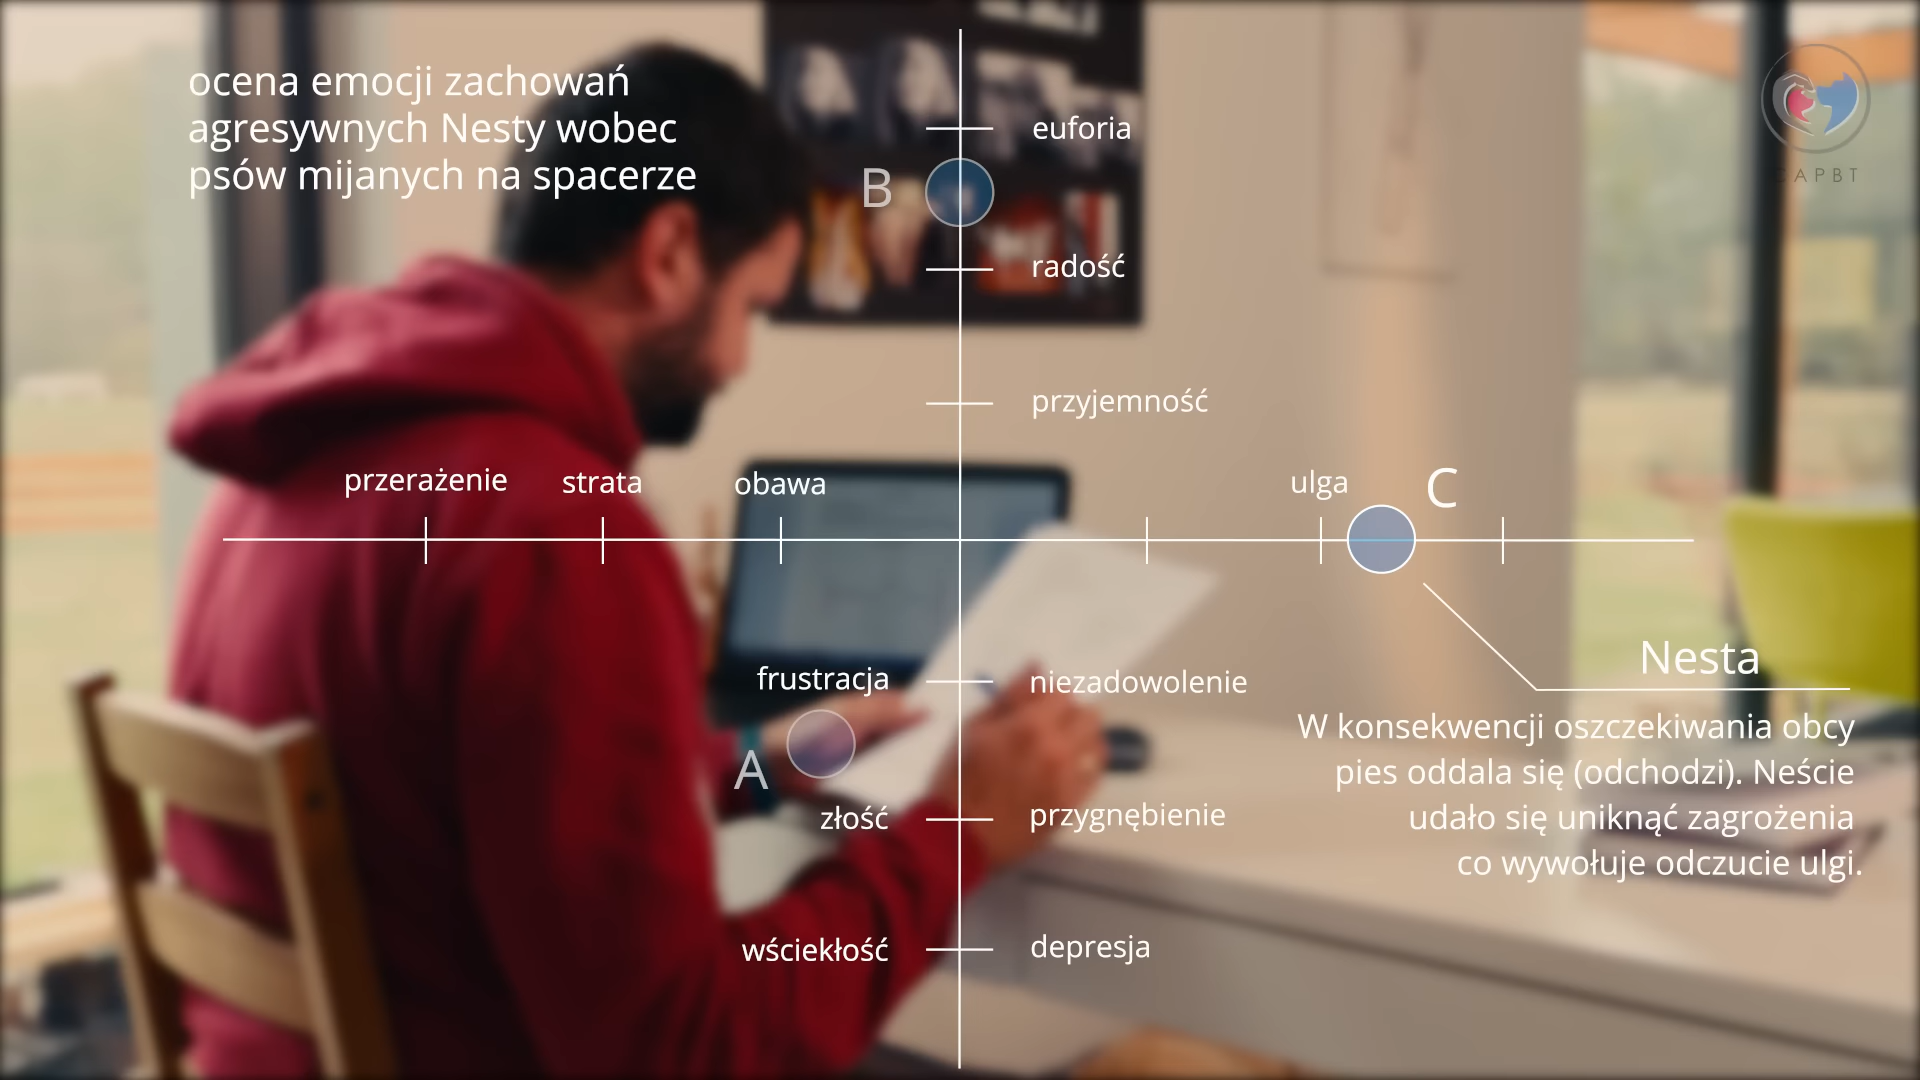 ocena emocji zachowań
agresywnych Nesty wobec
psów mijanych na spacerze
APBT
euforia
B
radość
przyjemność
przerażenie strata obawa ulga C
frustracja niezadowolenie
A
złość przygnębienie
wściekłość depresja
Nesta
W konsekwencji oszczekiwania obcy
pies oddala się (odchodzi). Neście
udało się uniknąć zagrożenia
co wywołuje odczucie ulgi.